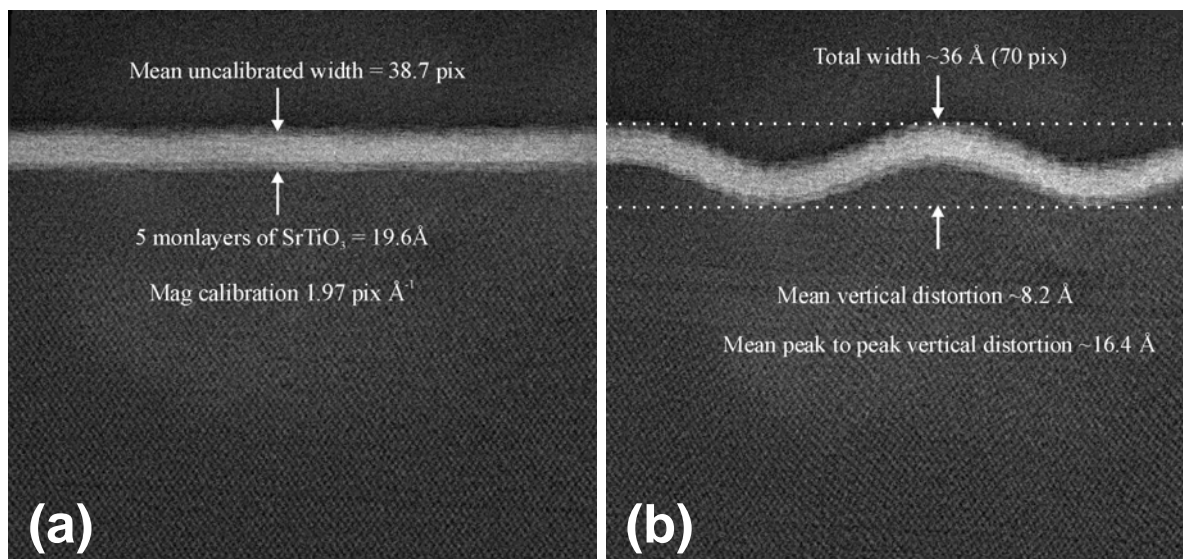 Mean uncalibrated width = 38.7 pix
5 monlayers of SrTiO₃ = 19.6Å
Mag calibration 1.97 pix Å⁻¹
(a)
Total width ~36 Å (70 pix)
Mean vertical distortion ~8.2 Å
Mean peak to peak vertical distortion ~16.4 Å
(b)